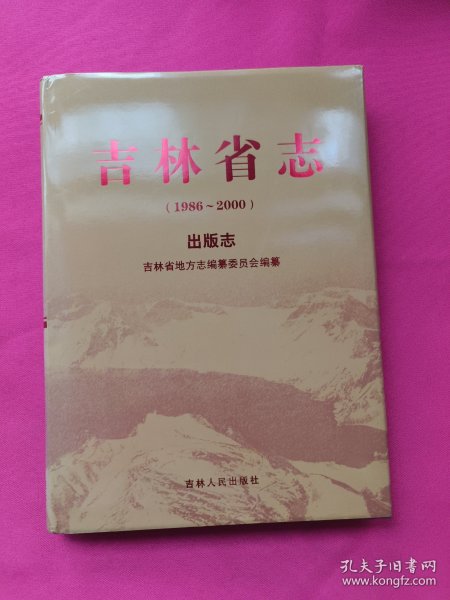 吉林省志
(1986~2000)
出版志
吉林省地方志编纂委员会编纂
吉林人民出版社
孔夫子旧书网
www.kongfz.com